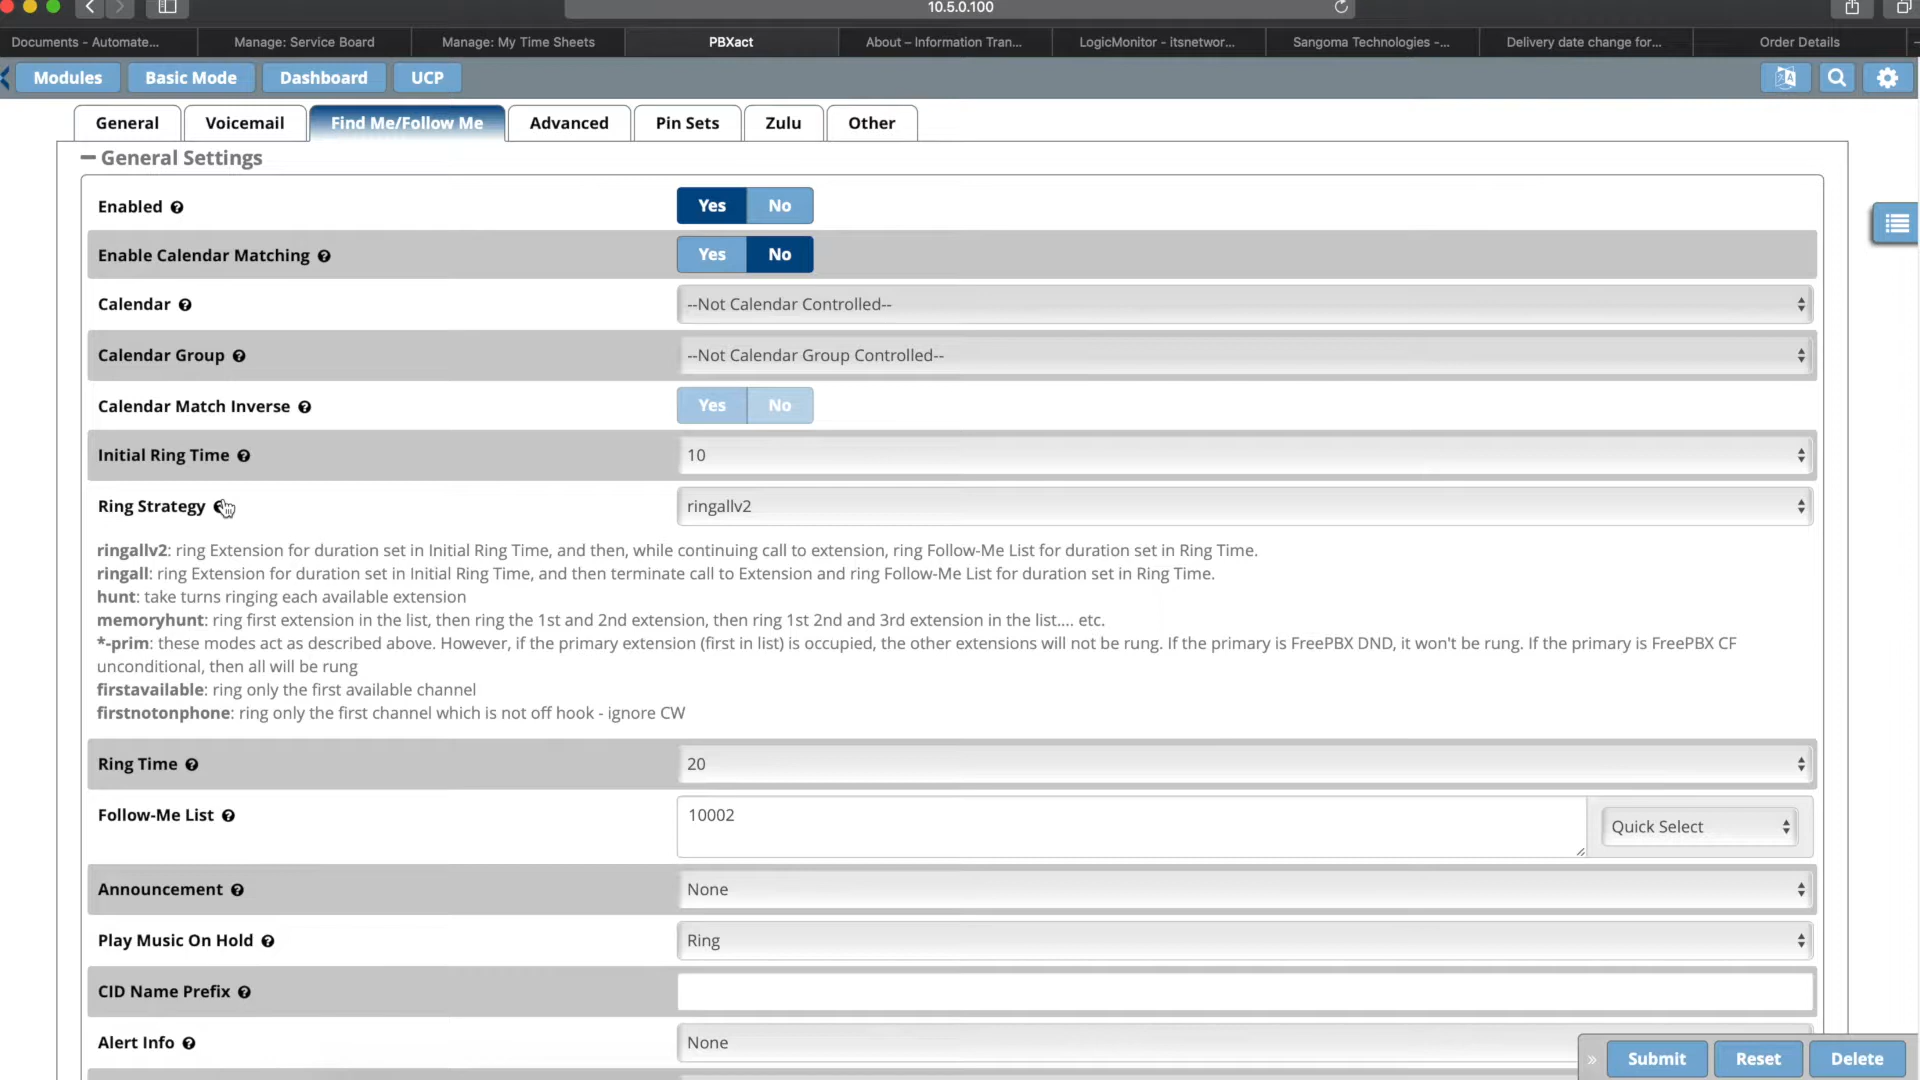 10.5.0.100
Documents - Automate...
Manage: Service Board
Manage: My Time Sheets
PBXact
About – Information Tran...
LogicMonitor - itsnetwor...
Sangoma Technologies -...
Delivery date change for...
Order Details
Modules
Basic Mode
Dashboard
UCP
General
Voicemail
Find Me/Follow Me
Advanced
Pin Sets
Zulu
Other
General Settings
Enabled
Yes No
Enable Calendar Matching
Yes No
Calendar
--Not Calendar Controlled--
Calendar Group
--Not Calendar Group Controlled--
Calendar Match Inverse
Yes No
Initial Ring Time
10
Ring Strategy
ringallv2
ringallv2: ring Extension for duration set in Initial Ring Time, and then, while continuing call to extension, ring Follow-Me List for duration set in Ring Time.
ringall: ring Extension for duration set in Initial Ring Time, and then terminate call to Extension and ring Follow-Me List for duration set in Ring Time.
hunt: take turns ringing each available extension
memoryhunt: ring first extension in the list, then ring the 1st and 2nd extension, then ring 1st 2nd and 3rd extension in the list.... etc.
*-prim: these modes act as described above. However, if the primary extension (first in list) is occupied, the other extensions will not be rung. If the primary is FreePBX DND, it won't be rung. If the primary is FreePBX CF
unconditional, then all will be rung
firstavailable: ring only the first available channel
firstnotonphone: ring only the first channel which is not off hook - ignore CW
Ring Time
20
Follow-Me List
10002
Quick Select
Announcement
None
Play Music On Hold
Ring
CID Name Prefix
Alert Info
None
» Submit Reset Delete